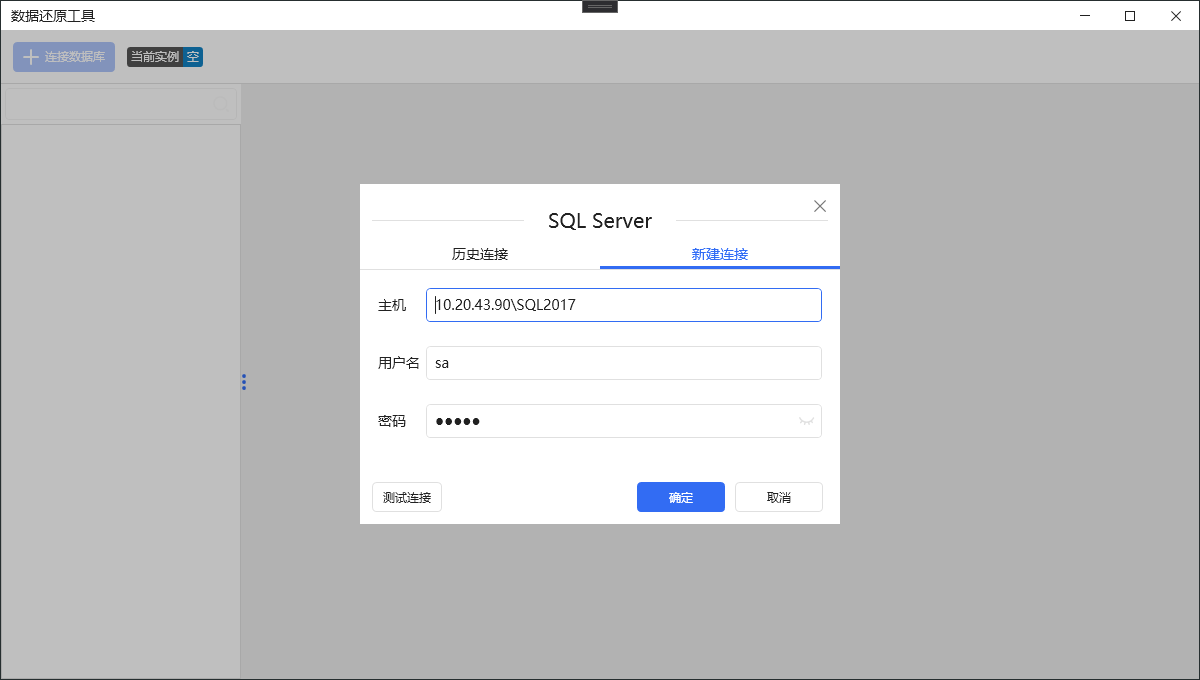 数据还原工具
连接数据库 当前实例 空
SQL Server
历史连接 新建连接
主机 10.20.43.90\SQL2017
用户名 sa
密码 ●●●●●
测试连接 确定 取消